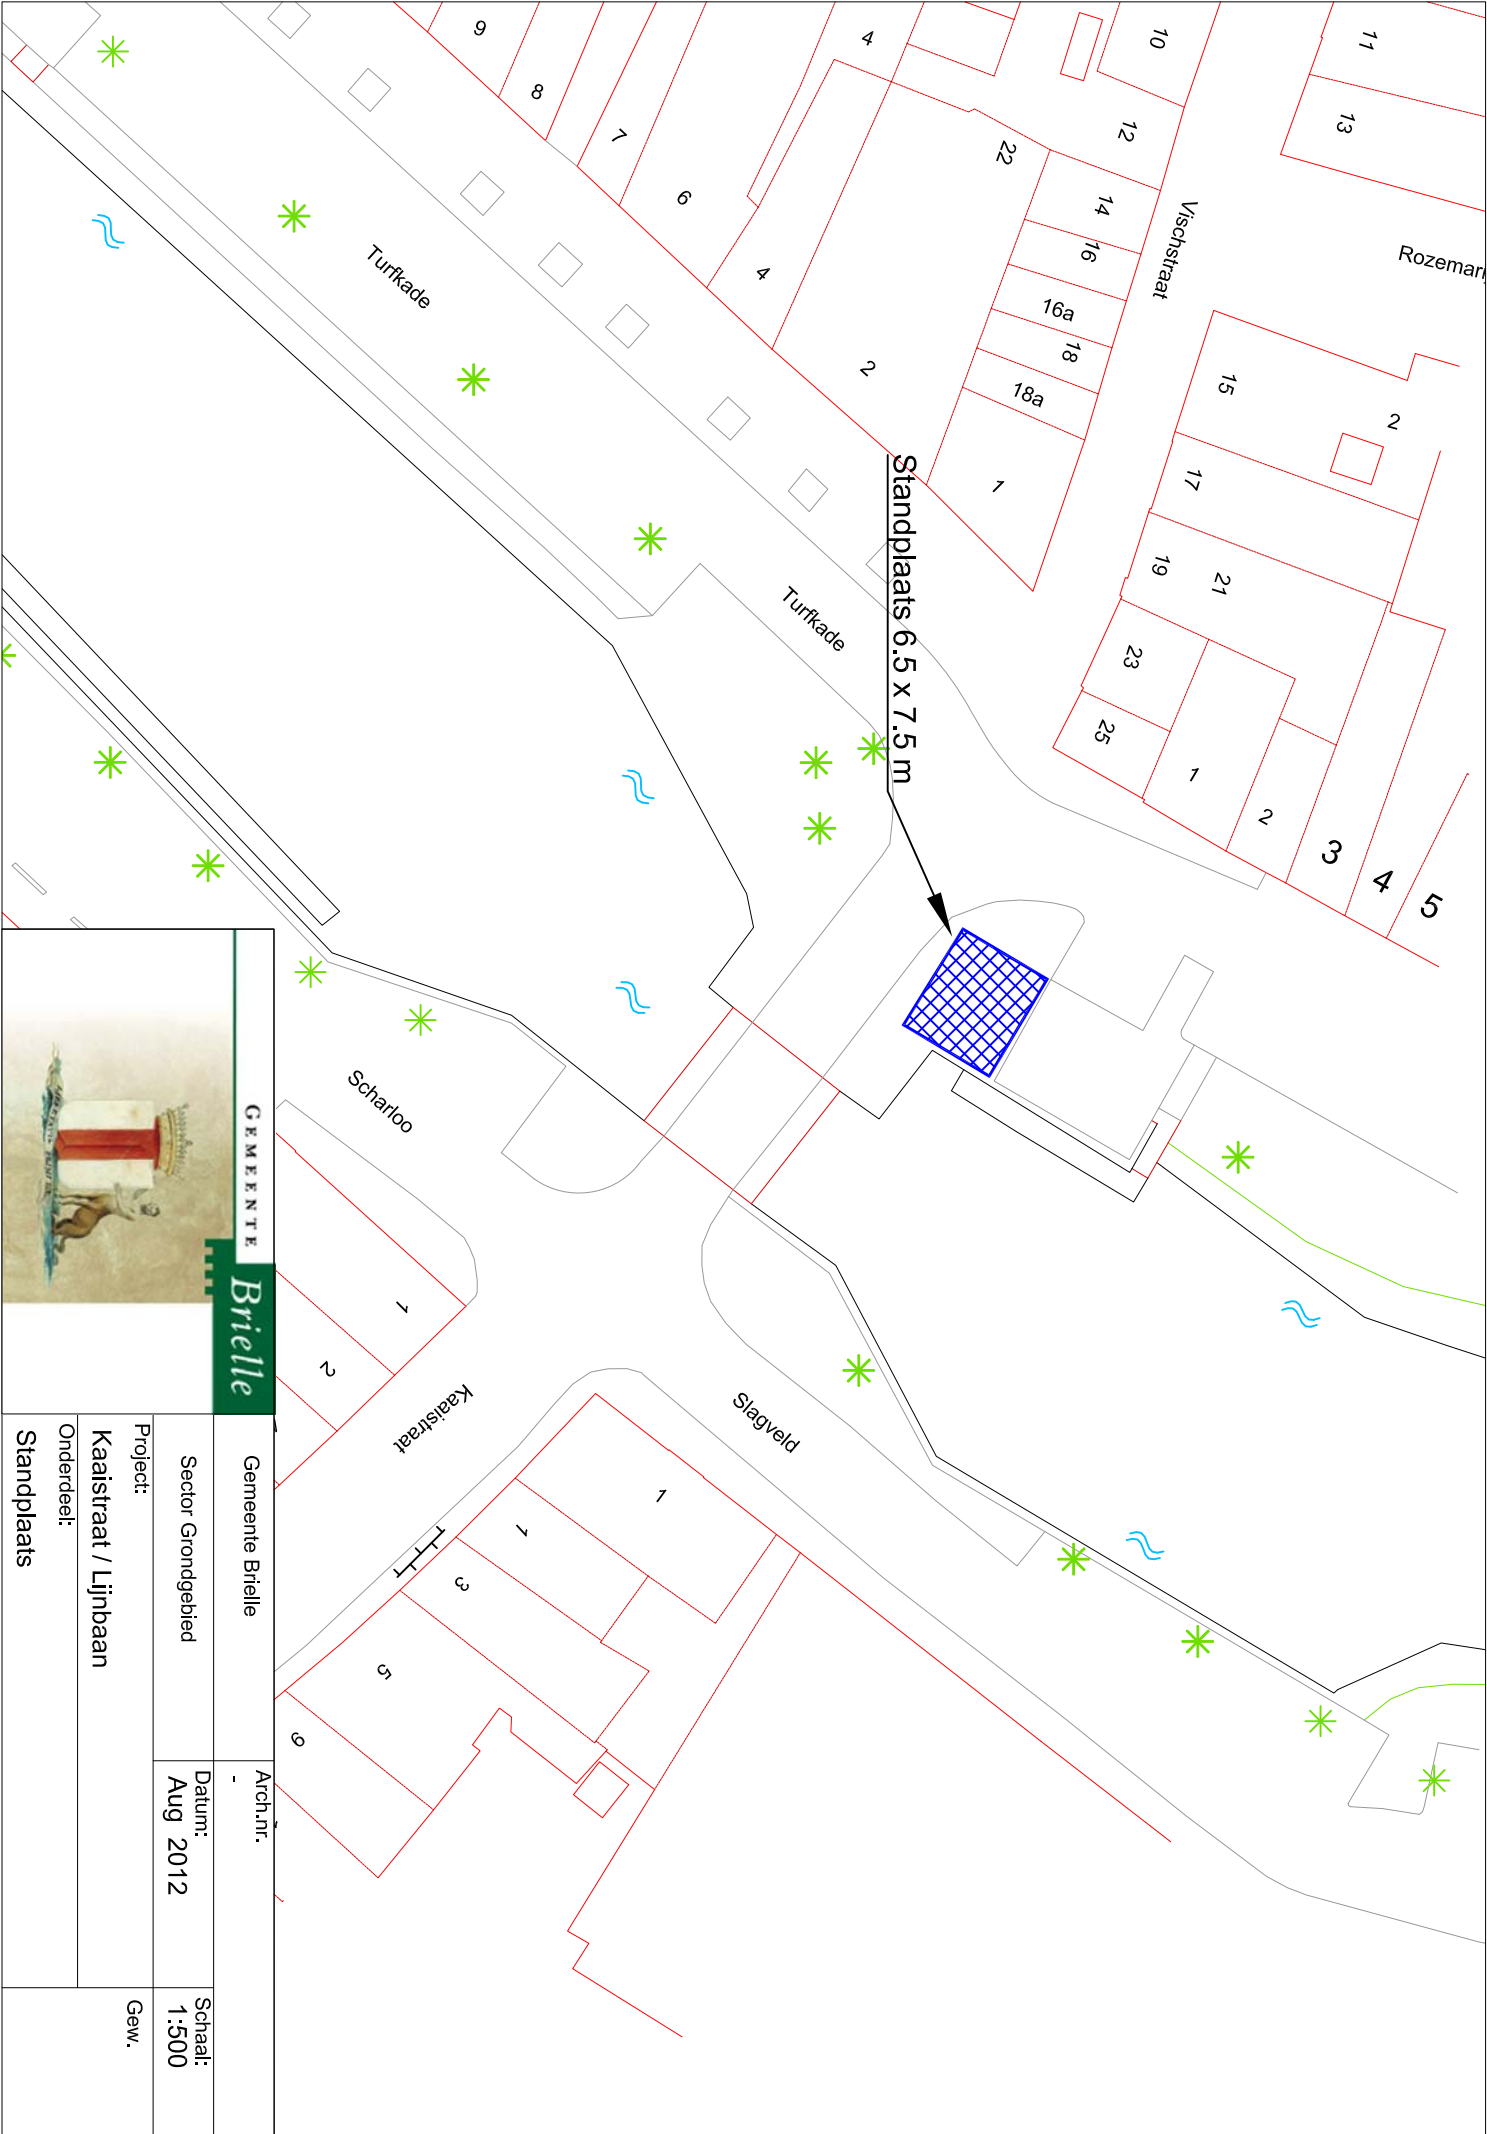 11
13
10
12
22
14
16
16a
18
18a
1
Vischstraat
15
2
17
19
21
23
25
1
2
3
4
5
9
8
7
6
4
4
2
Turfkade
Turfkade
Standplaats 6.5 x 7.5 m
Scharloo
Slagveld
Kaaistraat
1
2
1
1
3
5
9
GEMEENTE
Brielle
Gemeente Brielle
Arch.nr.
-
Sector Grondgebied
Datum:
Aug 2012
Schaal:
1:500
Project:
Kaaistraat / Lijnbaan
Gew.
Onderdeel:
Standplaats